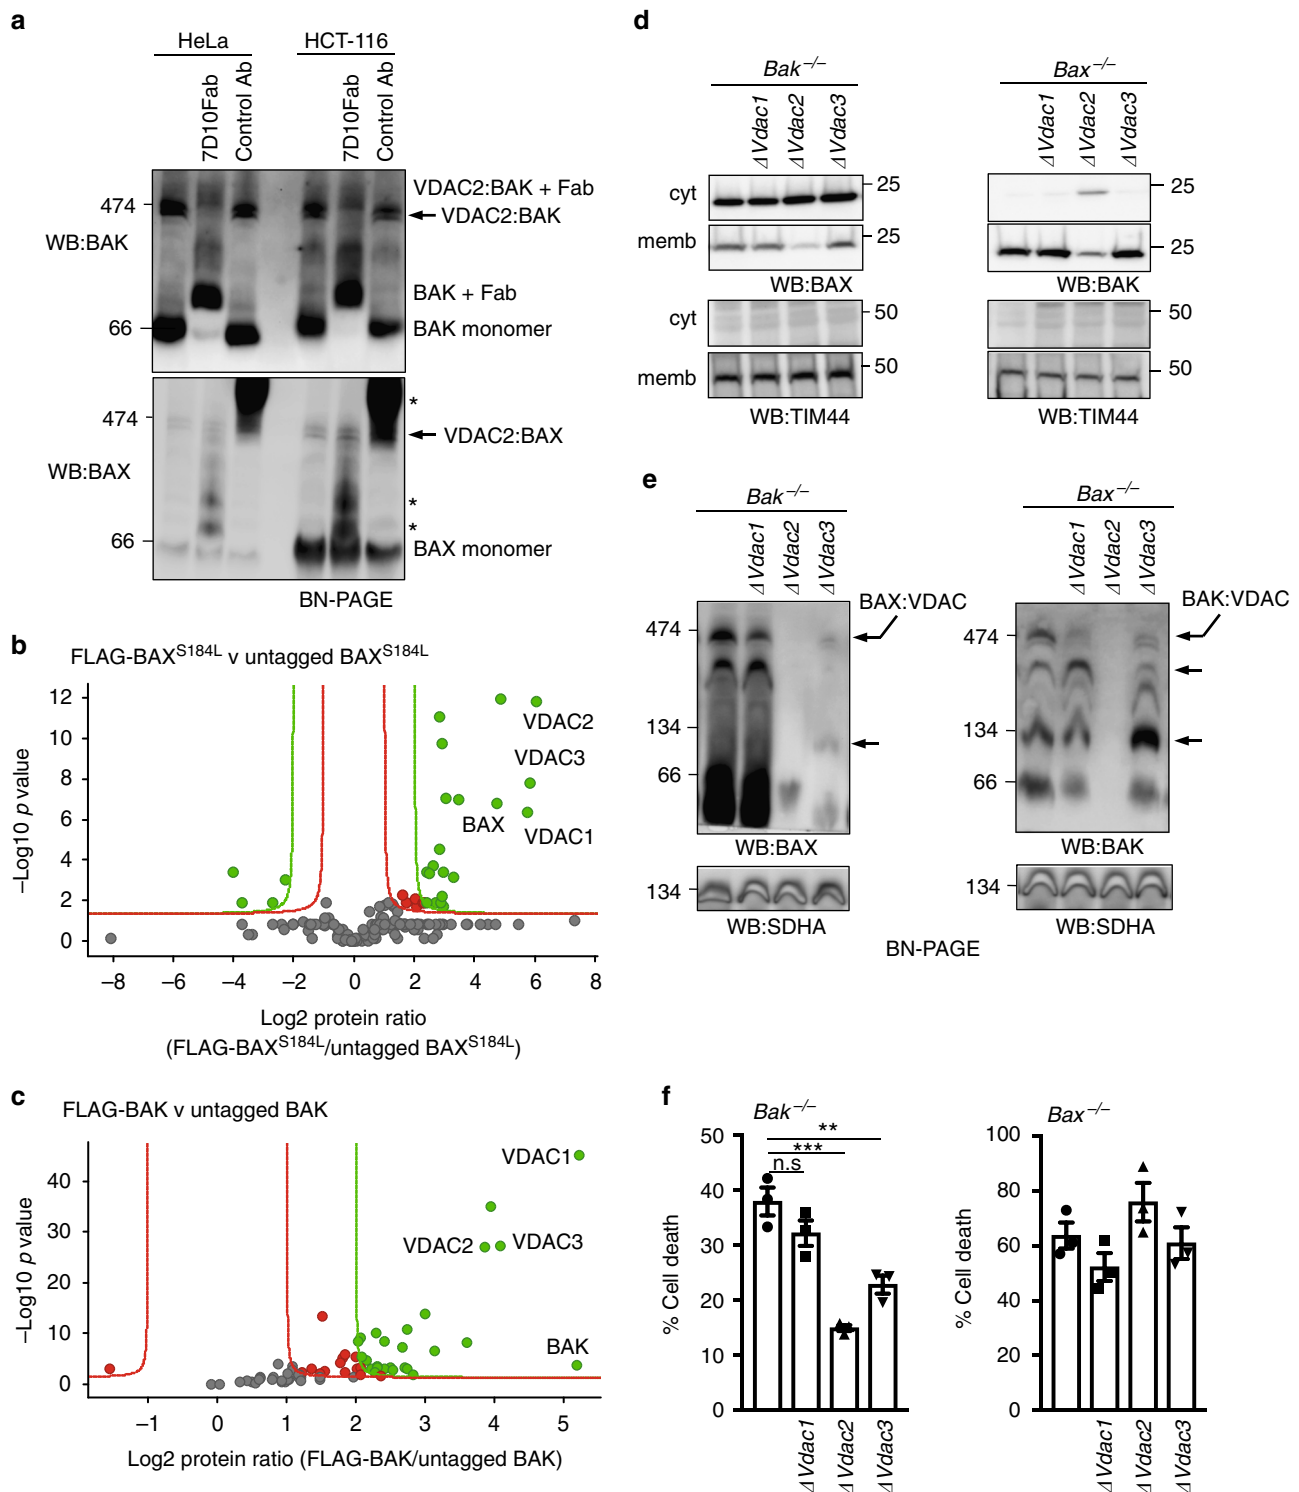 a
HeLa
HCT-116
7D10Fab
Control Ab
7D10Fab
Control Ab
474
WB:BAK
66
VDAC2:BAK + Fab
VDAC2:BAK
BAK + Fab
BAK monomer
474
WB:BAX
66
*
VDAC2:BAX
*
*
BAX monomer
BN-PAGE
b
FLAG-BAX^S184L v untagged BAX^S184L
–Log10 p value
12
10
8
6
4
2
0
VDAC2
VDAC3
BAX
VDAC1
–8 –6 –4 –2 0 2 4 6 8
Log2 protein ratio
(FLAG-BAX^S184L/untagged BAX^S184L)
c
FLAG-BAK v untagged BAK
–Log10 p value
40
30
20
10
0
VDAC1
VDAC2
VDAC3
BAK
–1 0 1 2 3 4 5
Log2 protein ratio (FLAG-BAK/untagged BAK)
d
Bak–/–
ΔVdac1
ΔVdac2
ΔVdac3
cyt
25
memb
25
WB:BAX
cyt
50
memb
50
WB:TIM44
Bax–/–
ΔVdac1
ΔVdac2
ΔVdac3
25
25
WB:BAK
50
50
WB:TIM44
e
Bak–/–
ΔVdac1
ΔVdac2
ΔVdac3
BAX:VDAC
474
134
66
WB:BAX
134
WB:SDHA
Bax–/–
ΔVdac1
ΔVdac2
ΔVdac3
BAK:VDAC
474
134
66
WB:BAK
134
WB:SDHA
BN-PAGE
f
Bak–/–
% Cell death
50
40
30
20
10
0
**
***
n.s
ΔVdac1
ΔVdac2
ΔVdac3
Bax–/–
% Cell death
100
80
60
40
20
0
ΔVdac1
ΔVdac2
ΔVdac3